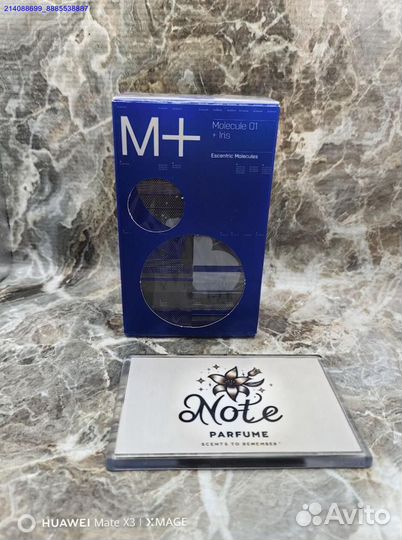 214088699_8885538887
M+
Molecule 01
+ Iris
Escentric Molecules
Note
PARFUME
SCENTS TO REMEMBER
HUAWEI Mate X3 | XMAGE
Avito